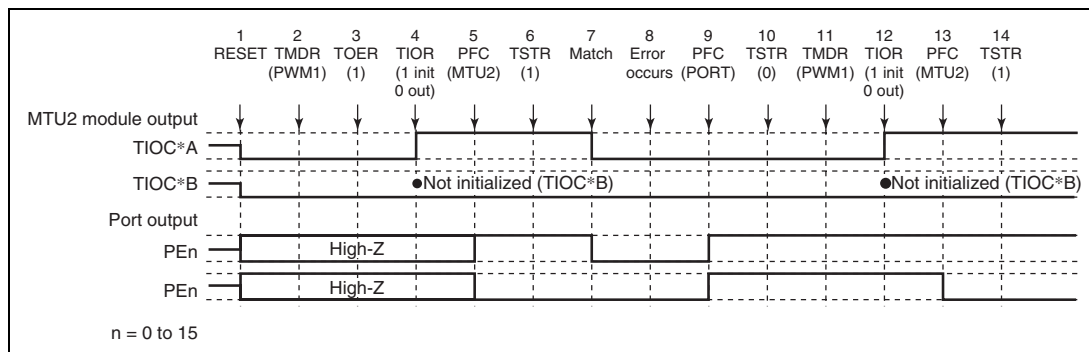 1 2 3 4 5 6 7 8 9 10 11 12 13 14
RESET TMDR TOER TIOR PFC TSTR Match Error PFC TSTR TMDR TIOR PFC TSTR
(PWM1) (1) (1 init (MTU2) (1) occurs (PORT) (0) (PWM1) (1 init (MTU2) (1)
0 out) 0 out)
MTU2 module output
TIOC*A
TIOC*B ●Not initialized (TIOC*B) ●Not initialized (TIOC*B)
Port output
PEn High-Z
PEn High-Z
n = 0 to 15